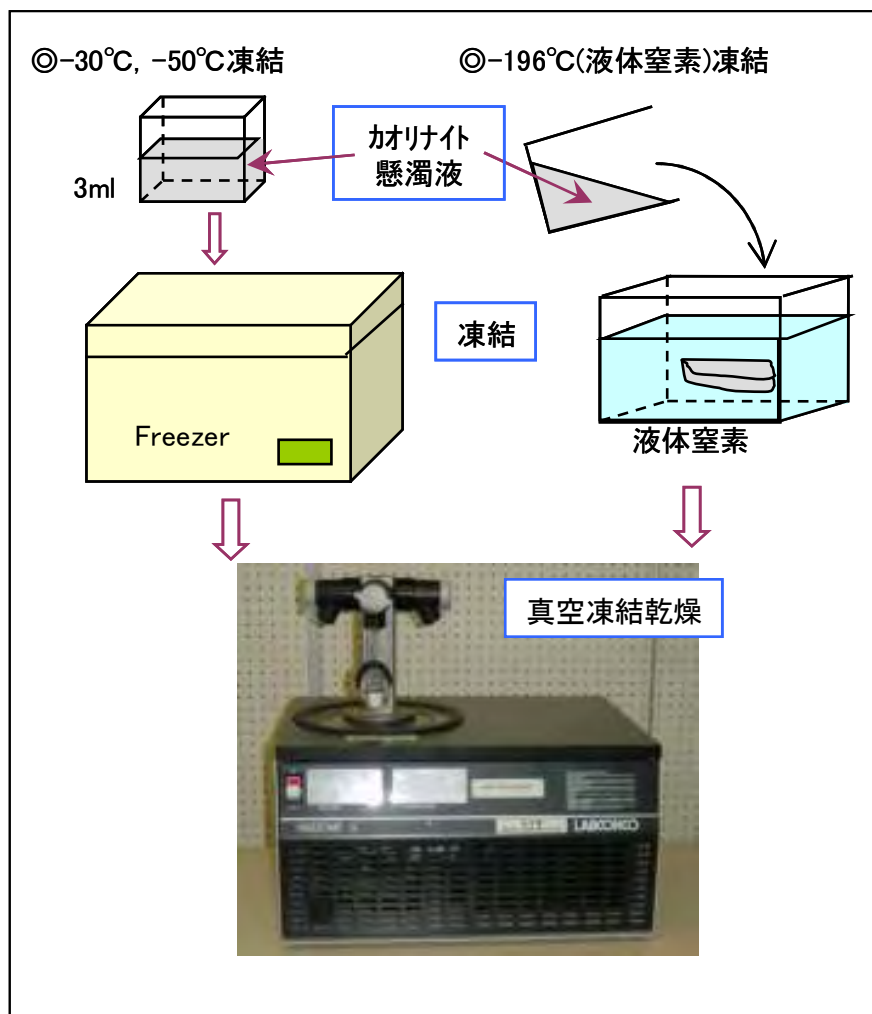 ◎-30℃, -50℃凍結
◎-196℃(液体窒素)凍結
カオリナイト
懸濁液
3ml
凍結
Freezer
液体窒素
真空凍結乾燥
LABCONCO